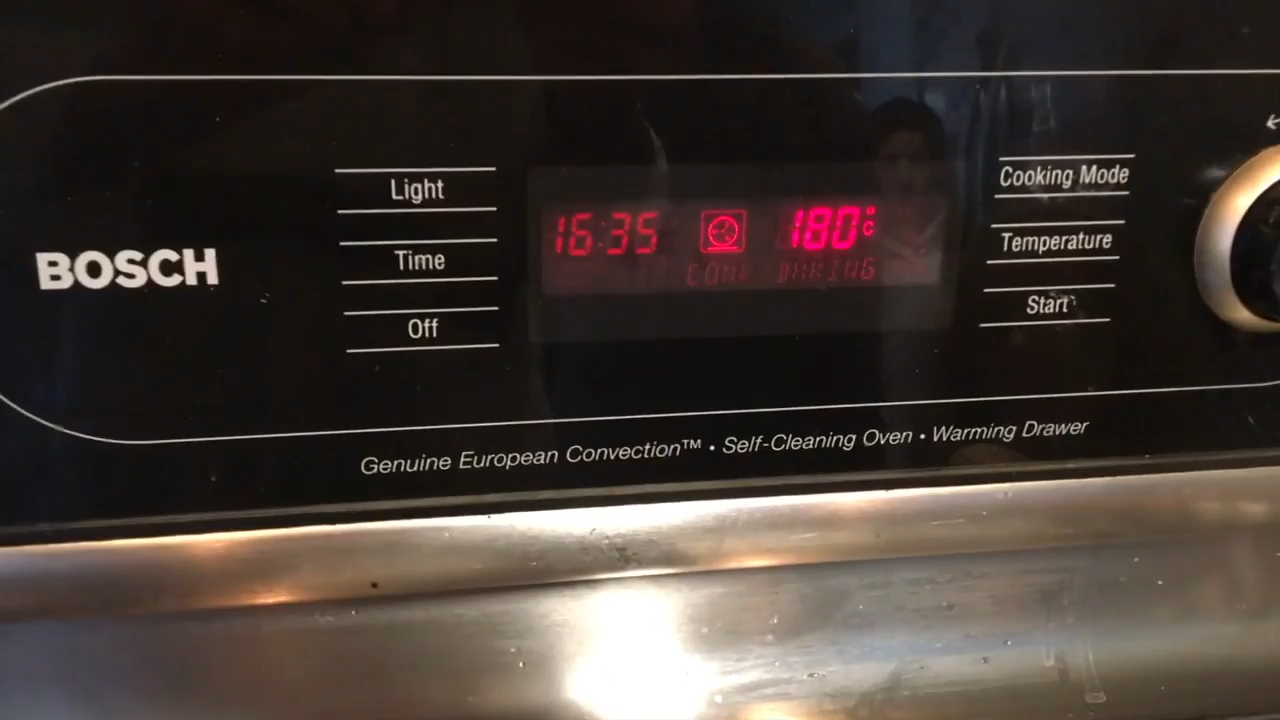 BOSCH
Light
Time
Off
16:35
180°C
CONV BAKING
Cooking Mode
Temperature
Start
Genuine European Convection™ • Self-Cleaning Oven • Warming Drawer